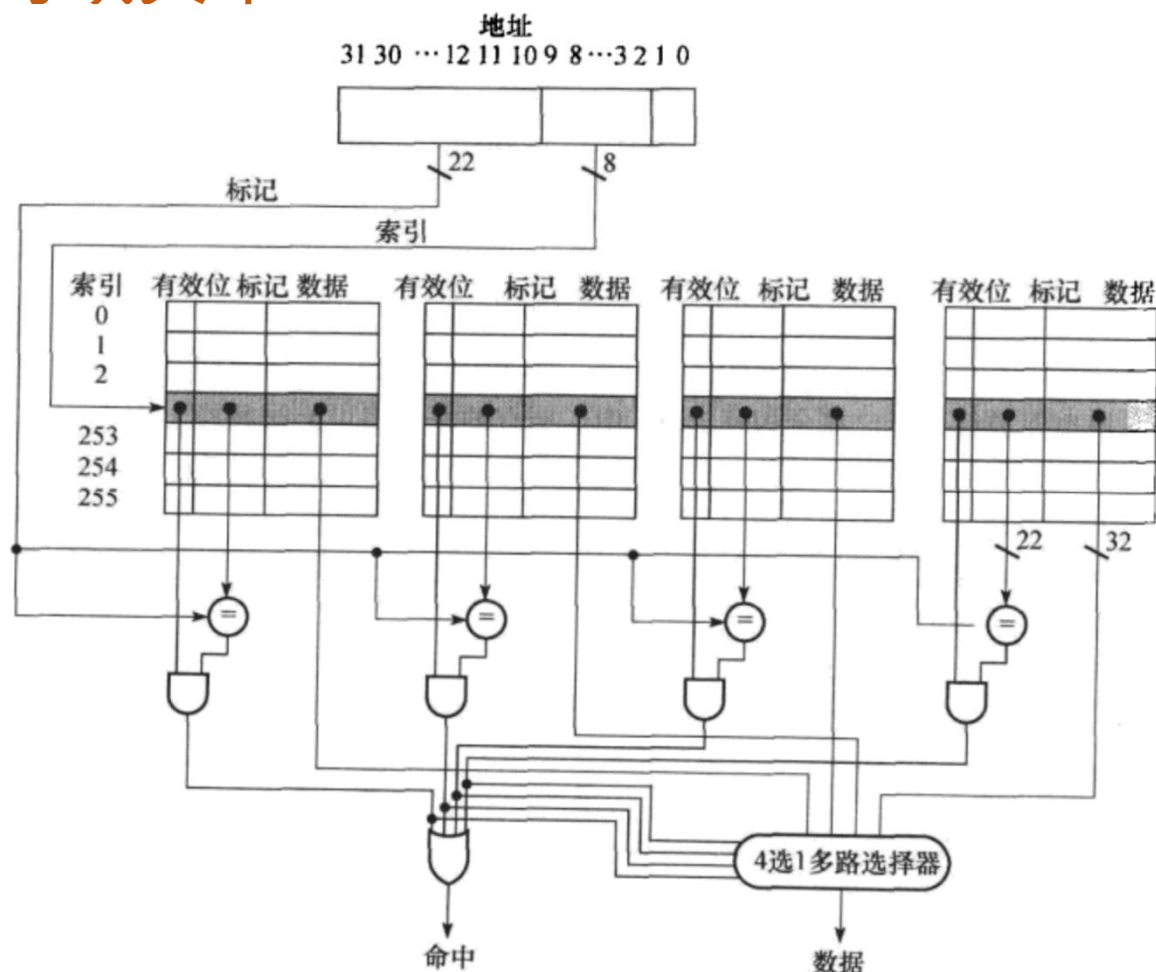 地址
31 30 …12 11 10 9 8…3 2 1 0
22
8
标记
索引
索引 有效位 标记 数据 有效位 标记 数据 有效位 标记 数据 有效位 标记 数据
0
1
2
253
254
255
22
32
=
=
=
=
4选1多路选择器
命中
数据